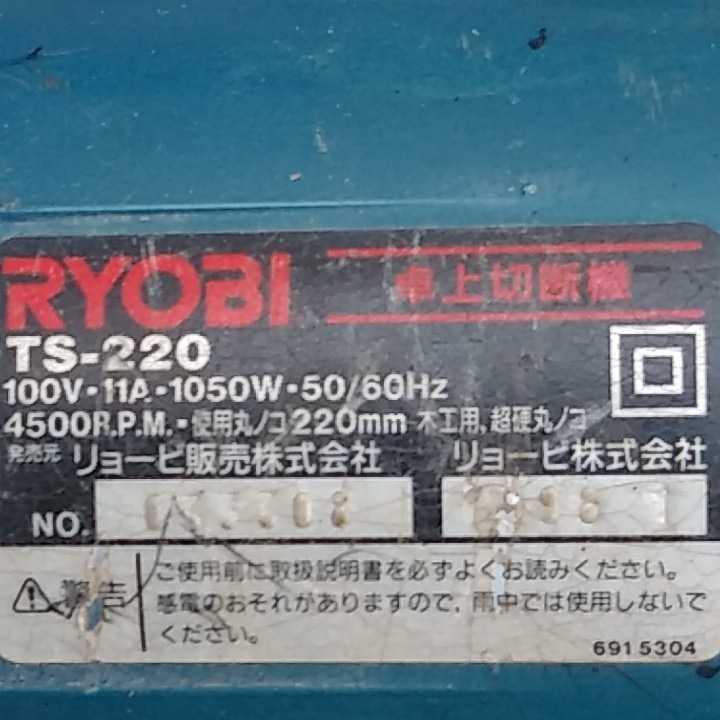 RYOBI 卓上切断機
TS-220
100V・11A・1050W・50/60Hz
4500R.P.M.・使用丸ノコ220mm 木工用、超硬丸ノコ
発売元 リョービ販売株式会社 リョービ株式会社
NO.
警告 ご使用前に取扱説明書を必ずよくお読みください。
感電のおそれがありますので、雨中では使用しないで
ください。
6915304